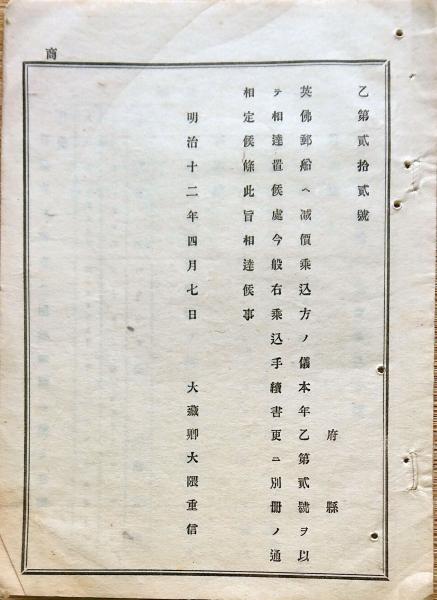 商
乙第貳拾貳號
府縣
英佛郵船ヘ減價乘込方ノ儀本年乙第貳號ヲ以
テ相達置候處今般右乘込手續書更ニ別冊ノ通
相定候條此旨相達候事
明治十二年四月七日 大藏卿大隈重信